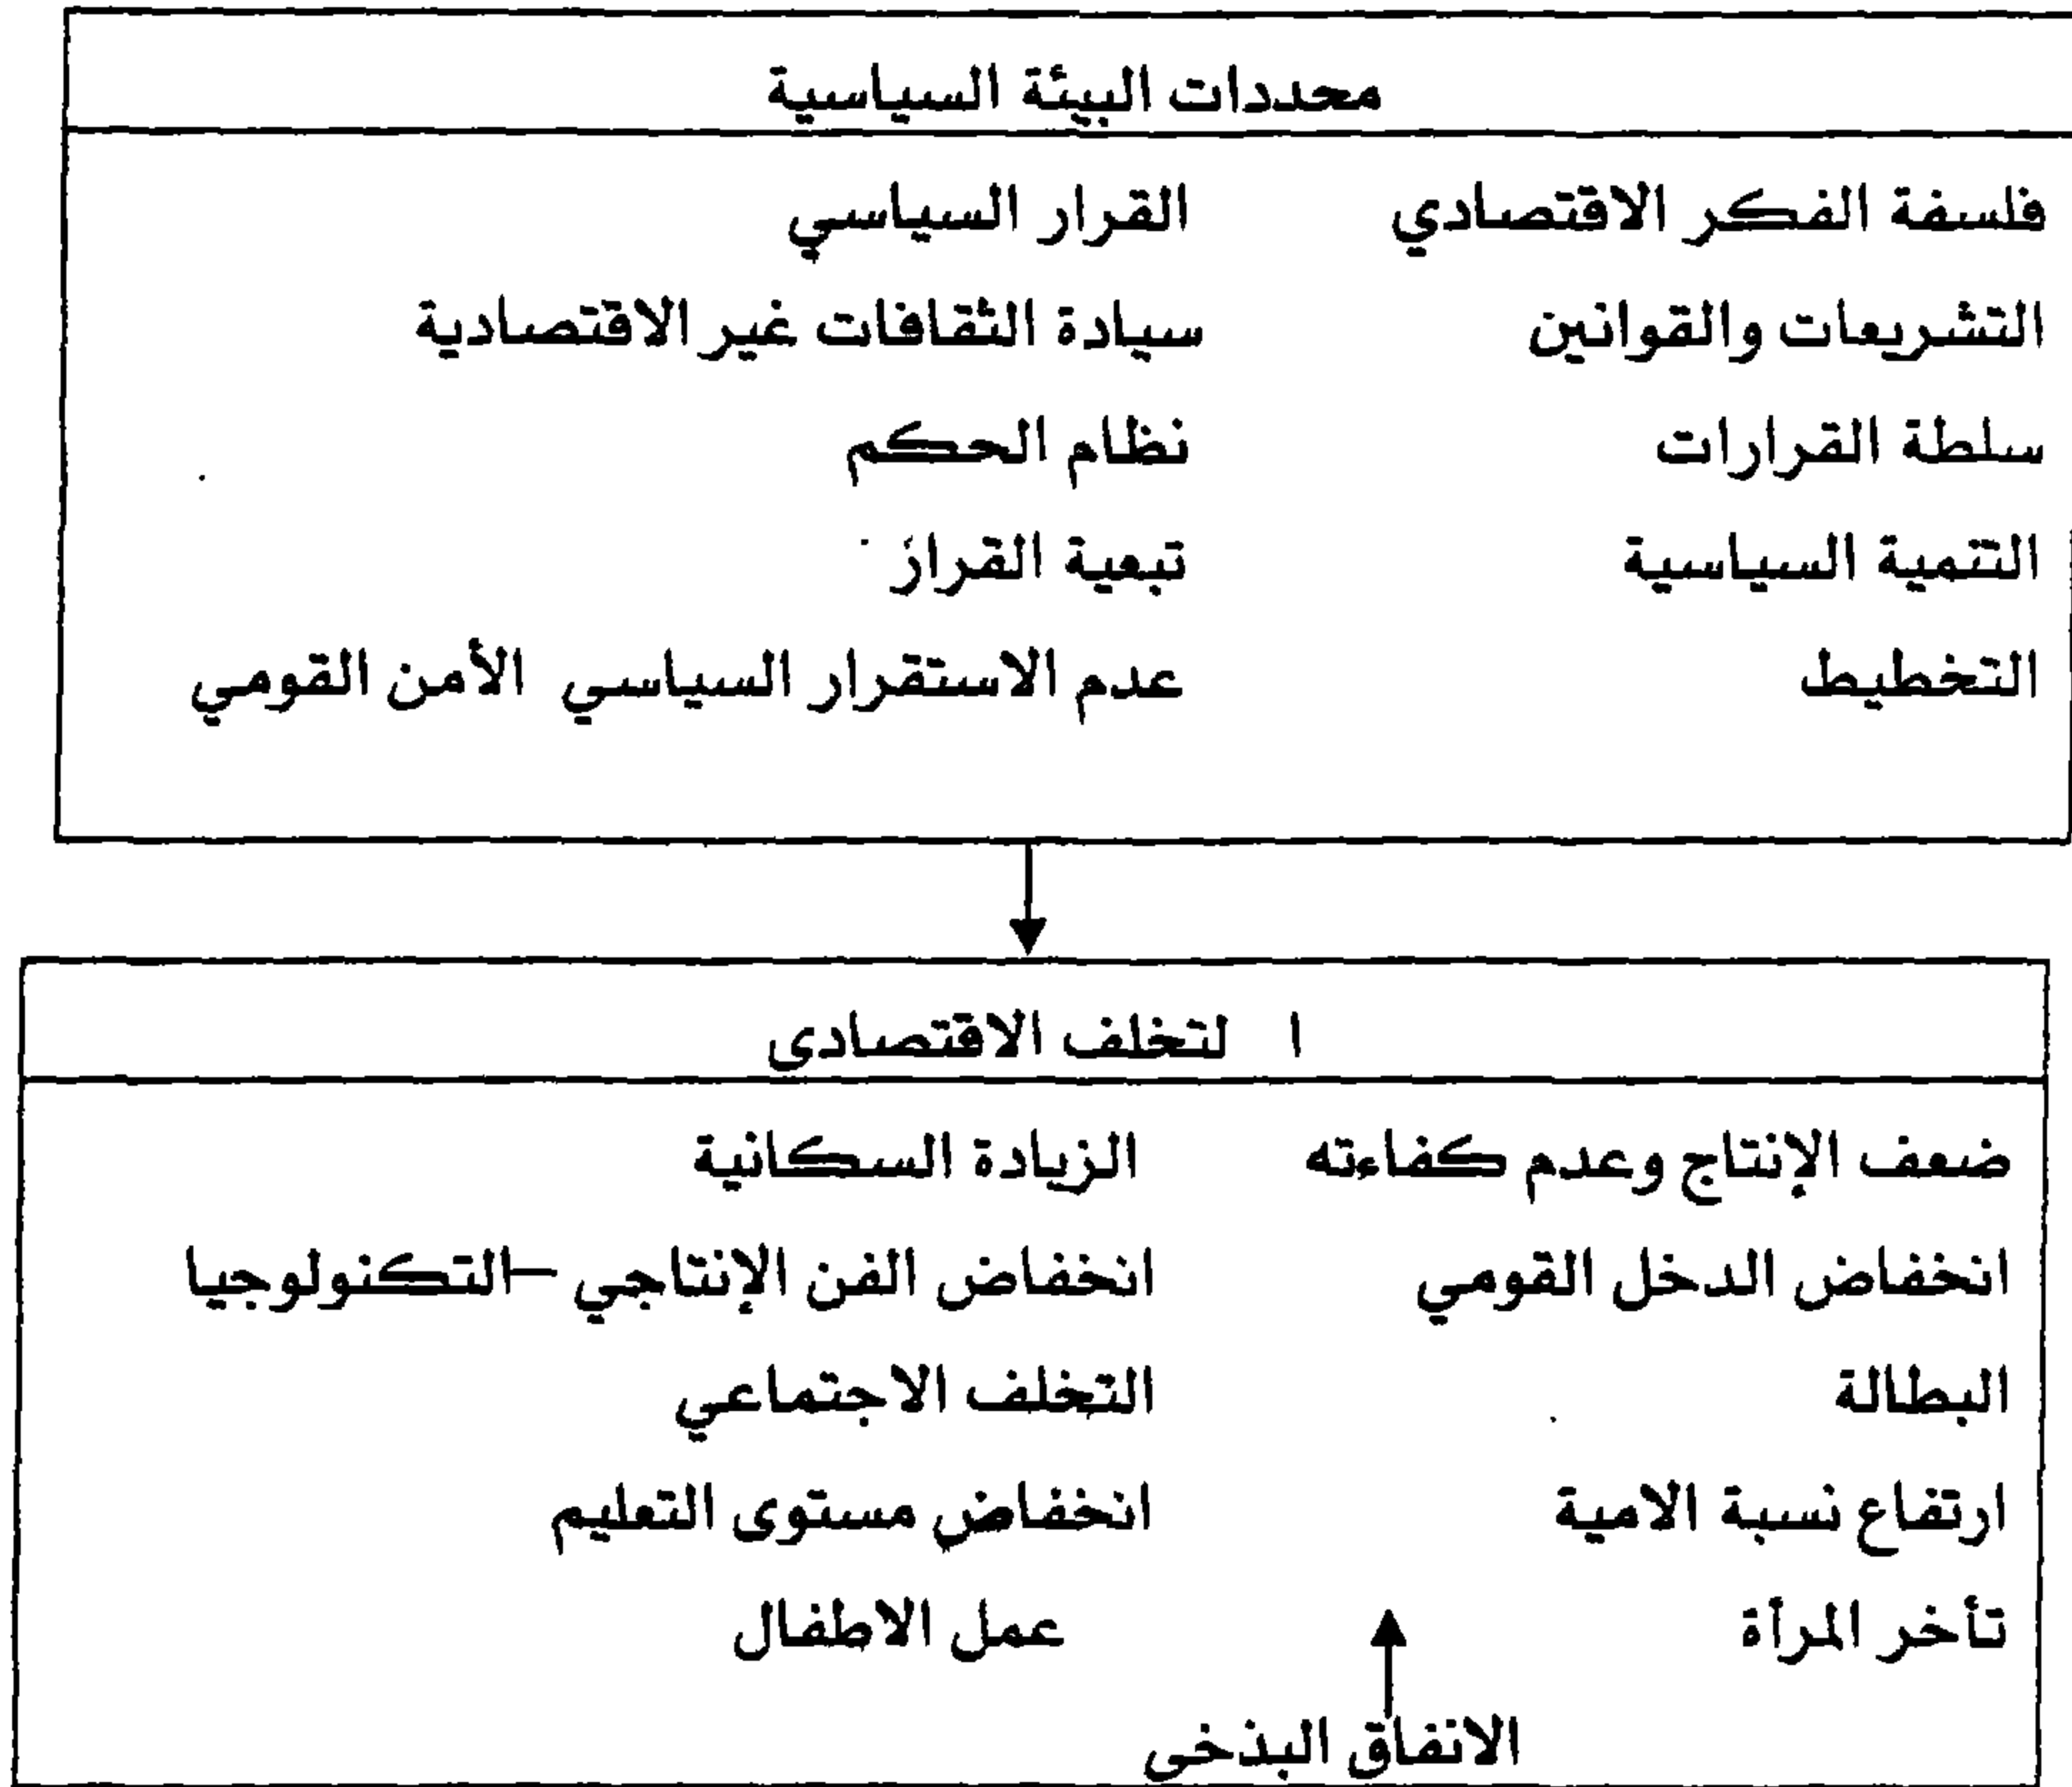 محددات البيئة السياسية
فلسفة الفكر الاقتصادي القرار السياسي
التشريعات والقوانين سيادة الثقافات غير الاقتصادية
سلطة القرارات نظام الحكم
التنمية السياسية تبعية القرار
التخطيط عدم الاستقرار السياسي الأمن القومي
ا لتخلف الاقتصادى
ضعف الإنتاج وعدم كفاءته الزيادة السكانية
انخفاض الدخل القومي انخفاض الفن الإنتاجي –التكنولوجيا
البطالة التخلف الاجتماعي
ارتفاع نسبة الامية انخفاض مستوى التعليم
تأخر المرأة عمل الاطفال
الانفاق البذخى